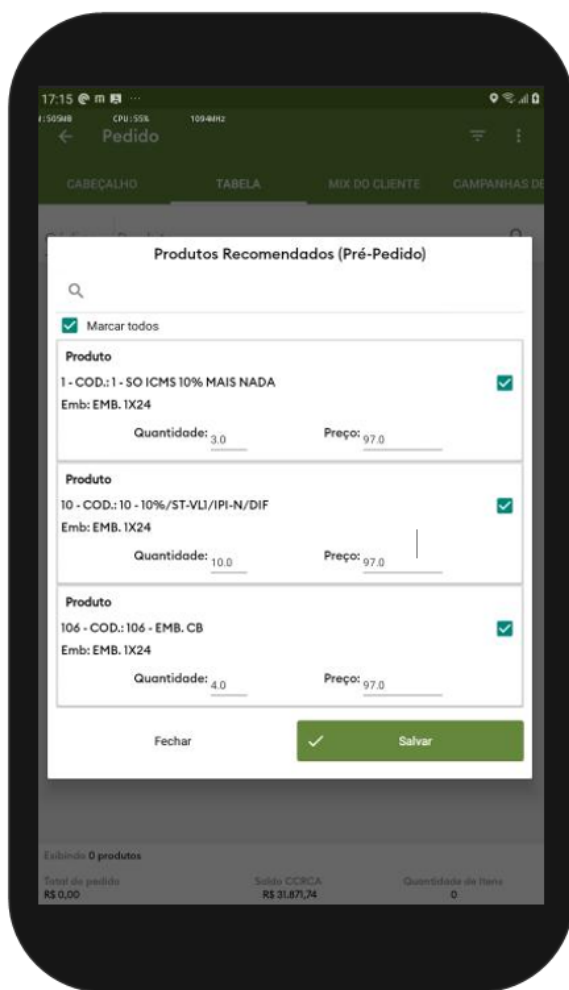 17:15
M:505MB CPU:55% 1094MHz
Pedido
CABEÇALHO TABELA MIX DO CLIENTE CAMPANHAS DE
Produtos Recomendados (Pré-Pedido)
Marcar todos
Produto
1 - COD.: 1 - SO ICMS 10% MAIS NADA
Emb: EMB. 1X24
Quantidade: 3.0 Preço: 97.0
Produto
10 - COD.: 10 - 10%/ST-VL1/IPI-N/DIF
Emb: EMB. 1X24
Quantidade: 10.0 Preço: 97.0
Produto
106 - COD.: 106 - EMB. CB
Emb: EMB. 1X24
Quantidade: 4.0 Preço: 97.0
Fechar Salvar
Exibindo 0 produtos
Total do pedido Saldo CCRCA Quantidade de Itens
R$ 0,00 R$ 31.871,74 0